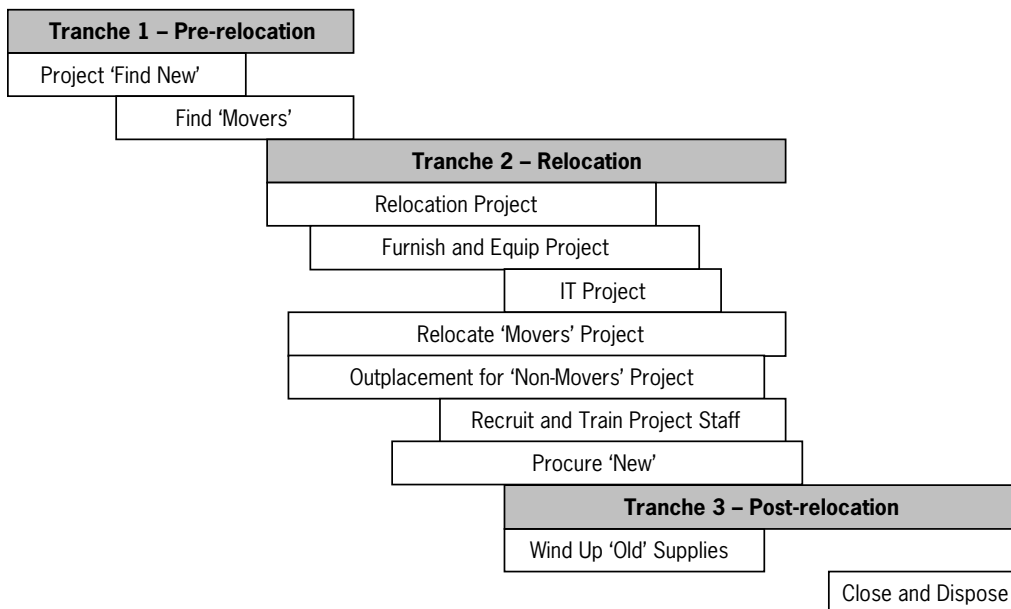 Tranche 1 – Pre-relocation
Project ‘Find New’
Find ‘Movers’
Tranche 2 – Relocation
Relocation Project
Furnish and Equip Project
IT Project
Relocate ‘Movers’ Project
Outplacement for ‘Non-Movers’ Project
Recruit and Train Project Staff
Procure ‘New’
Tranche 3 – Post-relocation
Wind Up ‘Old’ Supplies
Close and Dispose